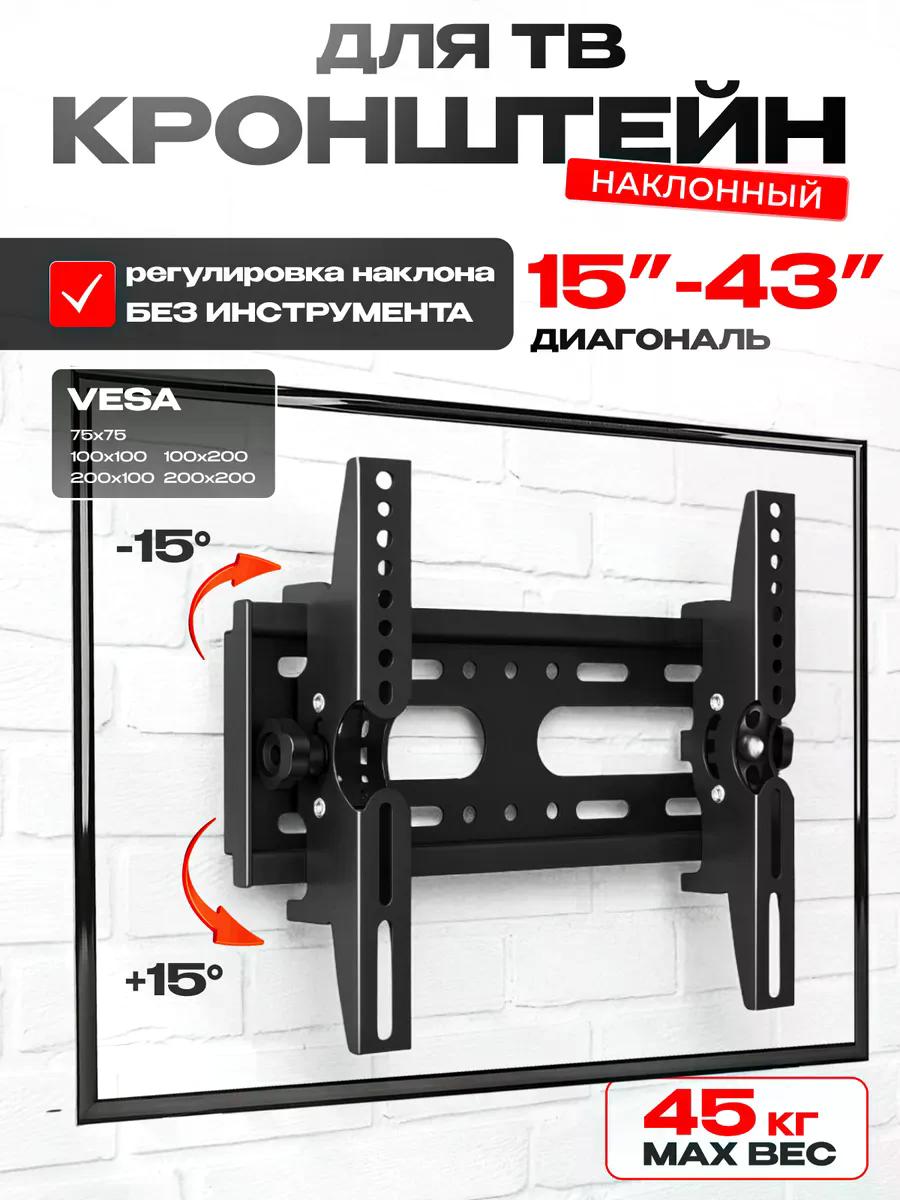 ДЛЯ ТВ
КРОНШТЕЙН
НАКЛОННЫЙ
регулировка наклона
БЕЗ ИНСТРУМЕНТА
15”-43”
ДИАГОНАЛЬ
VESA
75x75
100x100 100x200
200x100 200x200
-15°
+15°
45 кг
МАХ ВЕС